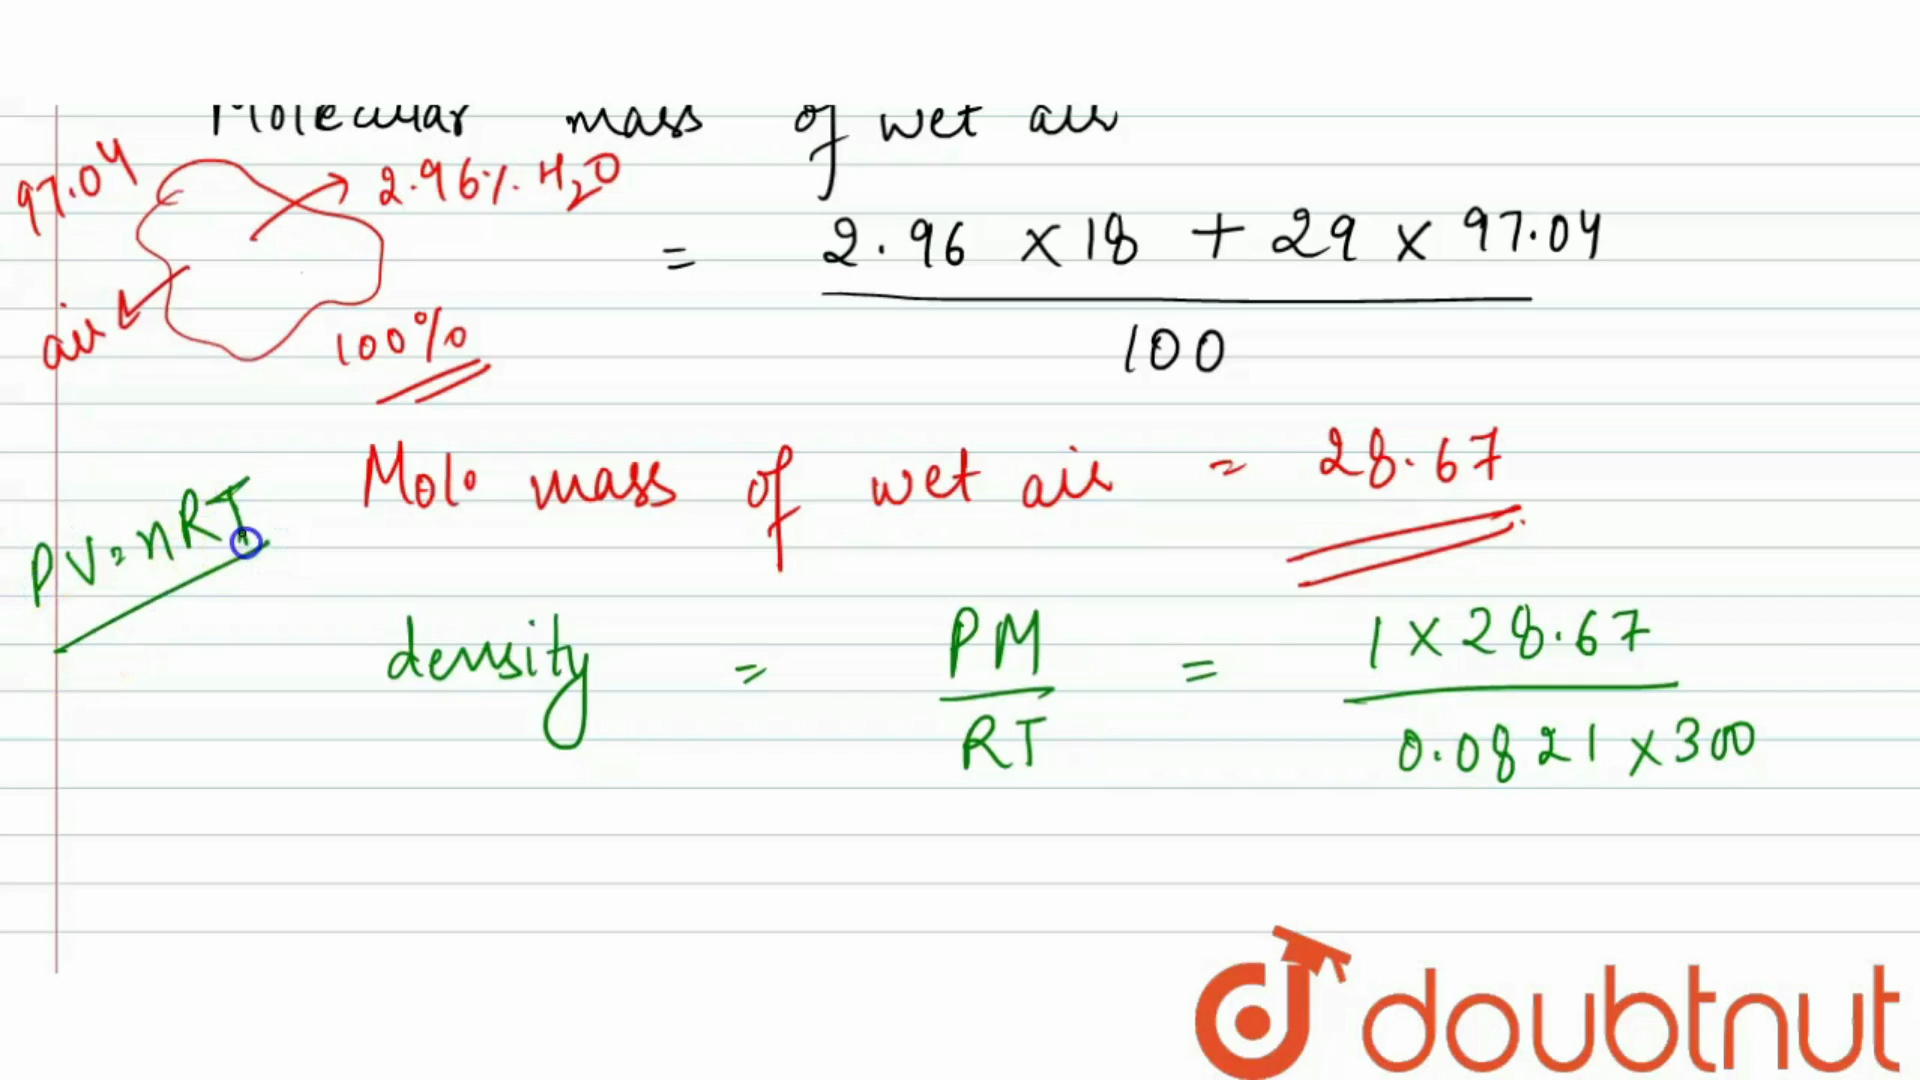 Molecular mass of wet air
97.04
2.96% H2O
= 2.96 × 18 + 29 × 97.04
100
air
100%
Molo mass of wet air = 28.67
PV=nRT
density = PM = 1 × 28.67
RT 0.0821 × 300
doubtnut